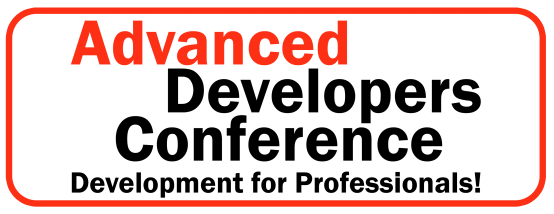 Advanced
Developers
Conference
Development for Professionals!